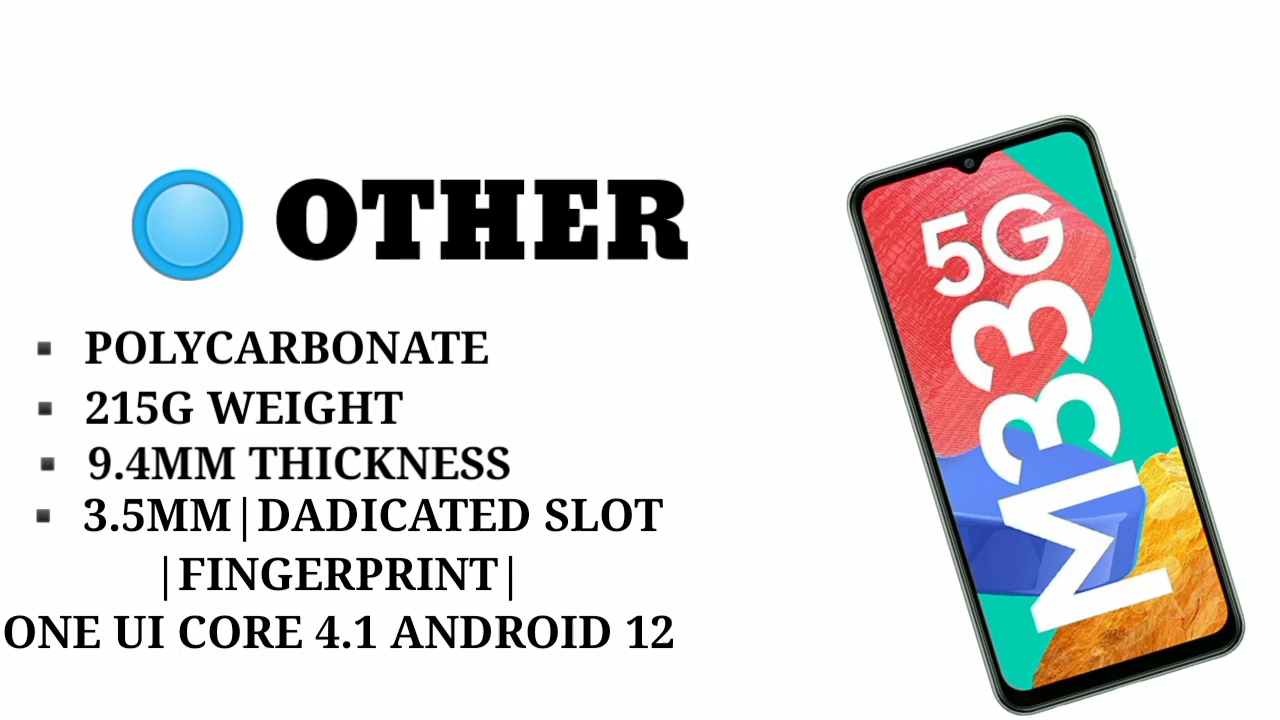 OTHER
▪ POLYCARBONATE
▪ 215G WEIGHT
▪ 9.4MM THICKNESS
▪ 3.5MM|DADICATED SLOT
|FINGERPRINT|
ONE UI CORE 4.1 ANDROID 12
M33 5G